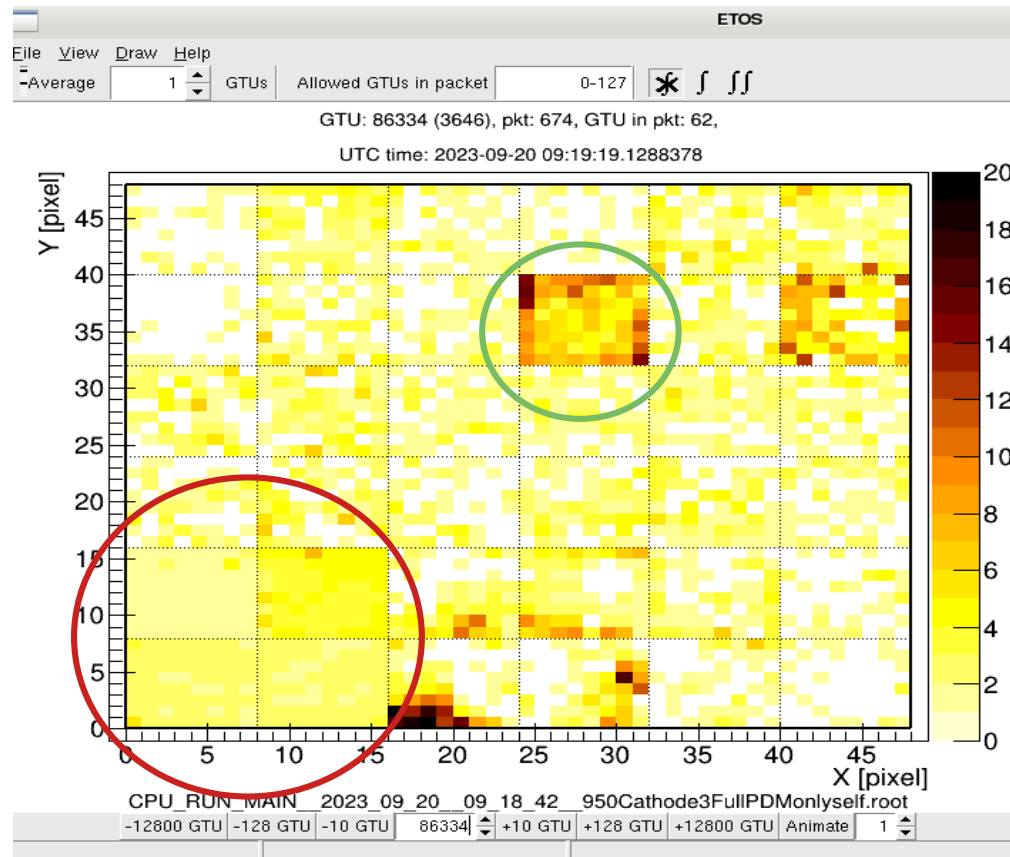 ETOS
File View Draw Help
Average 1 GTUs Allowed GTUs in packet 0-127 ∫ ∫∫
GTU: 86334 (3646), pkt: 674, GTU in pkt: 62,
UTC time: 2023-09-20 09:19:19.1288378
Y [pixel]
45
40
35
30
25
20
15
10
5
0
0 5 10 15 20 25 30 35 40 45
X [pixel]
20
18
16
14
12
10
8
6
4
2
0
CPU_RUN_MAIN__2023_09_20__09_18_42__950Cathode3FullPDMonlyself.root
-12800 GTU -128 GTU -10 GTU 86334 +10 GTU +128 GTU +12800 GTU Animate 1